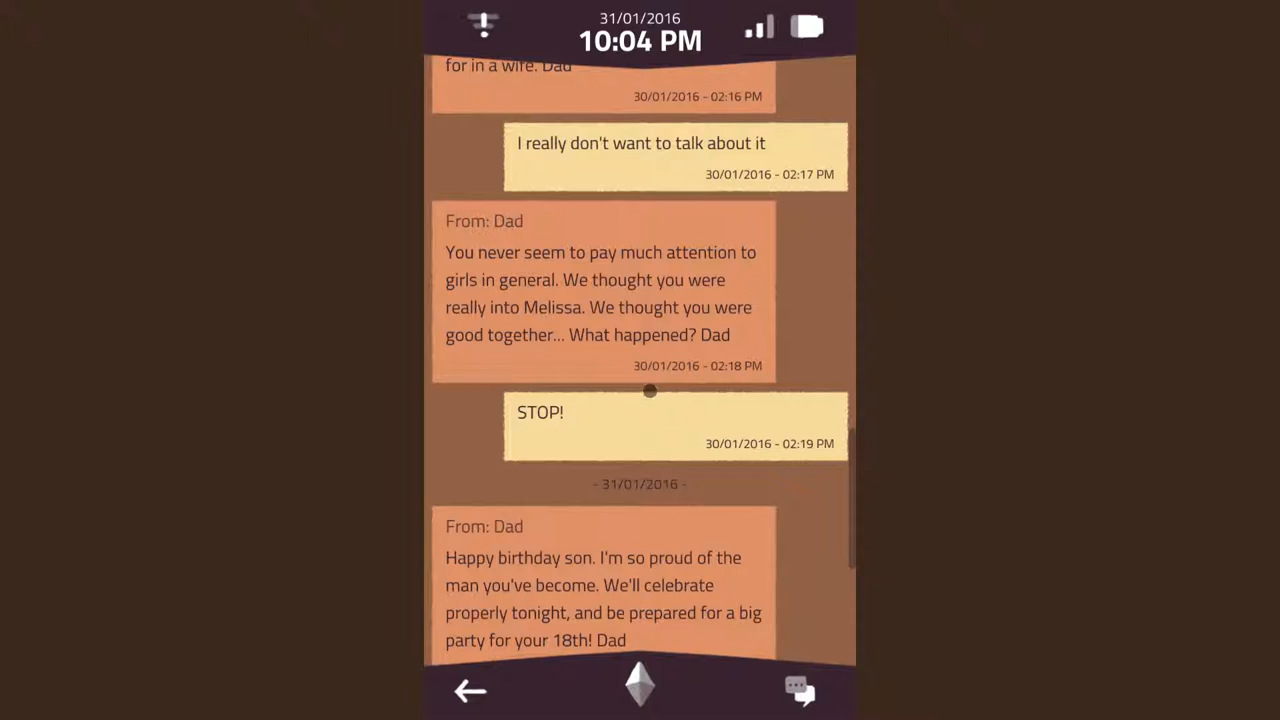 31/01/2016
10:04 PM
for in a wife. Dad
30/01/2016 - 02:16 PM
I really don't want to talk about it
30/01/2016 - 02:17 PM
From: Dad
You never seem to pay much attention to
girls in general. We thought you were
really into Melissa. We thought you were
good together... What happened? Dad
30/01/2016 - 02:18 PM
STOP!
30/01/2016 - 02:19 PM
- 31/01/2016 -
From: Dad
Happy birthday son. I'm so proud of the
man you've become. We'll celebrate
properly tonight, and be prepared for a big
party for your 18th! Dad